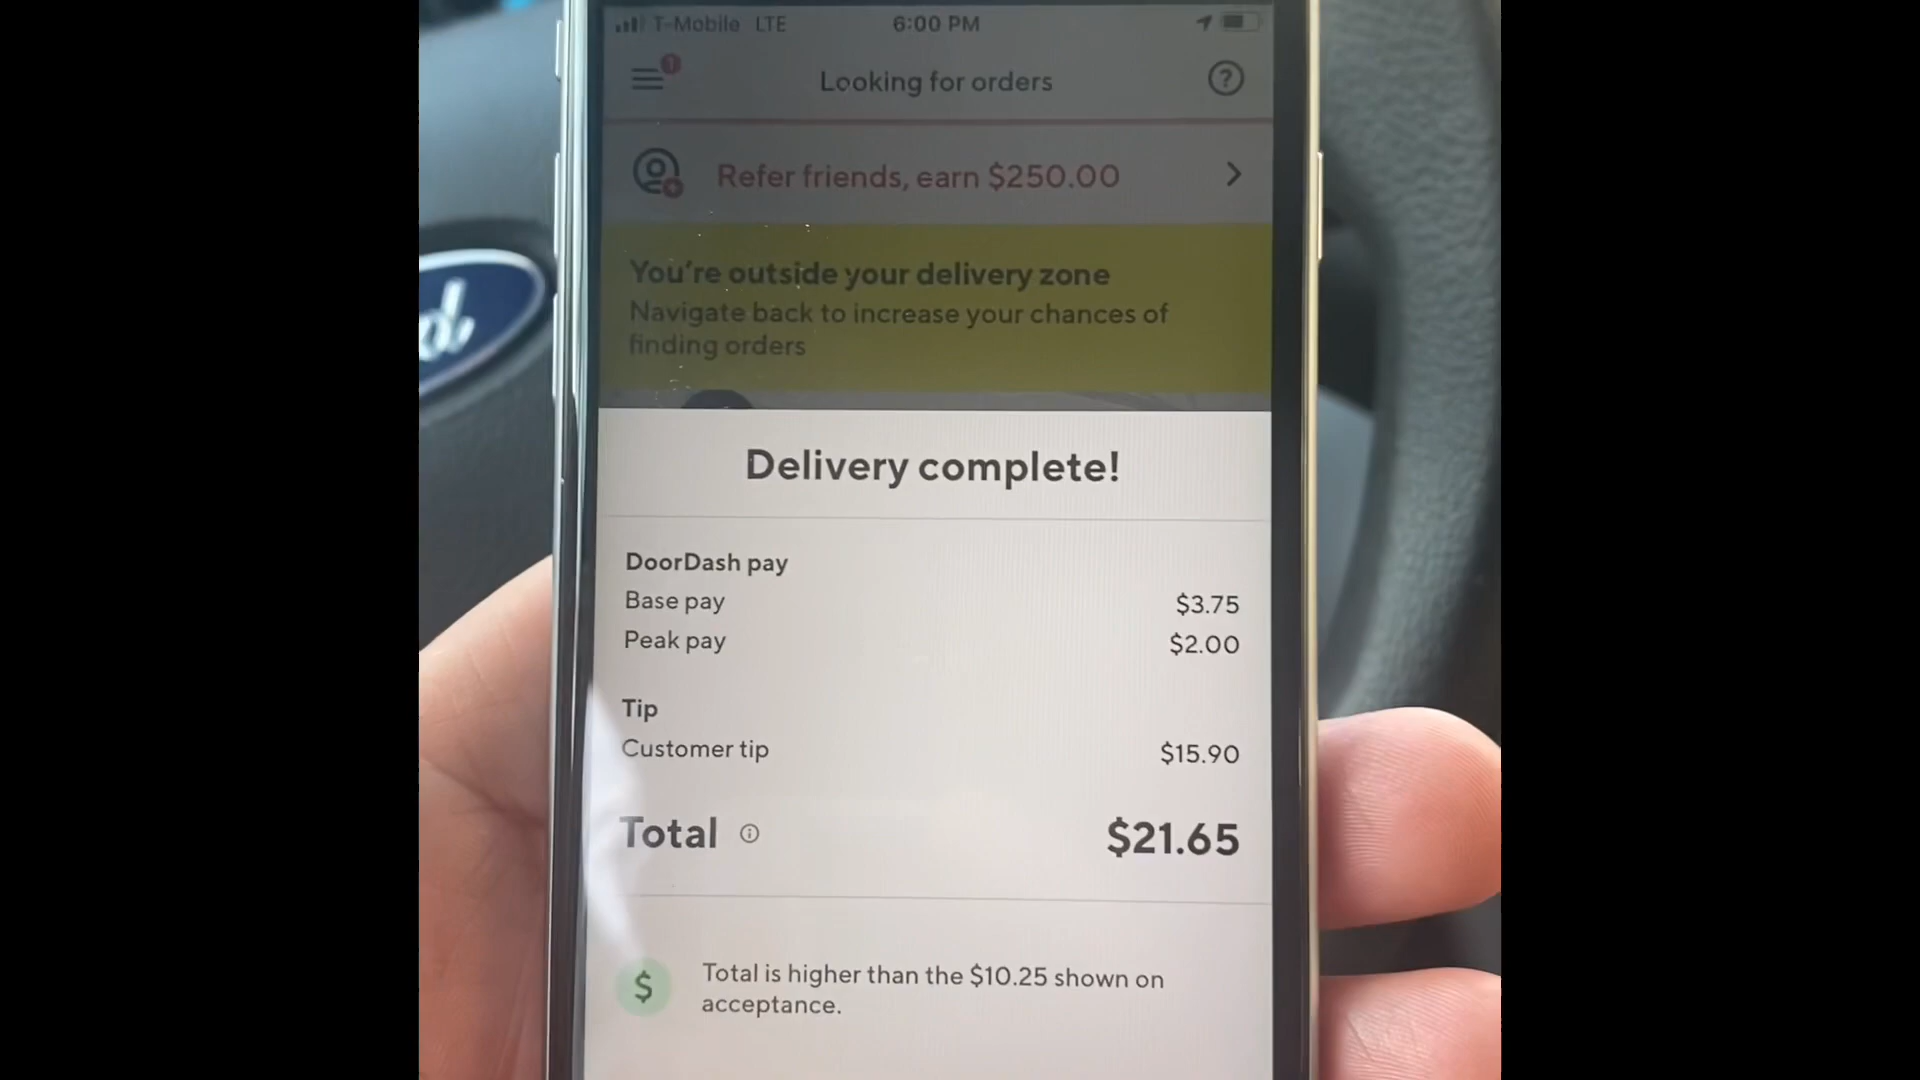 T-Mobile LTE 6:00 PM
1
Looking for orders
Refer friends, earn $250.00
You're outside your delivery zone
Navigate back to increase your chances of
finding orders
Delivery complete!
DoorDash pay
Base pay $3.75
Peak pay $2.00
Tip
Customer tip $15.90
Total $21.65
$ Total is higher than the $10.25 shown on
acceptance.